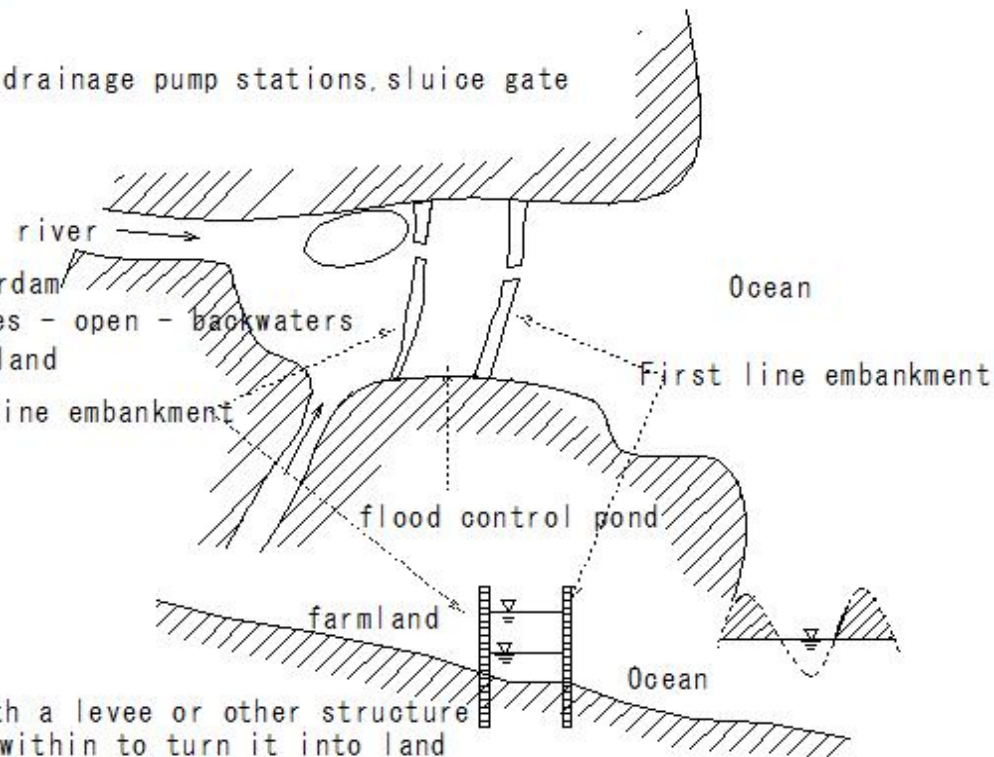 drainage pump stations, sluice gate
river
rdam
es - open - backwaters
land
Ocean
First line embankment
ine embankment
flood control pond
farmland
Ocean
th a levee or other structure
within to turn it into land